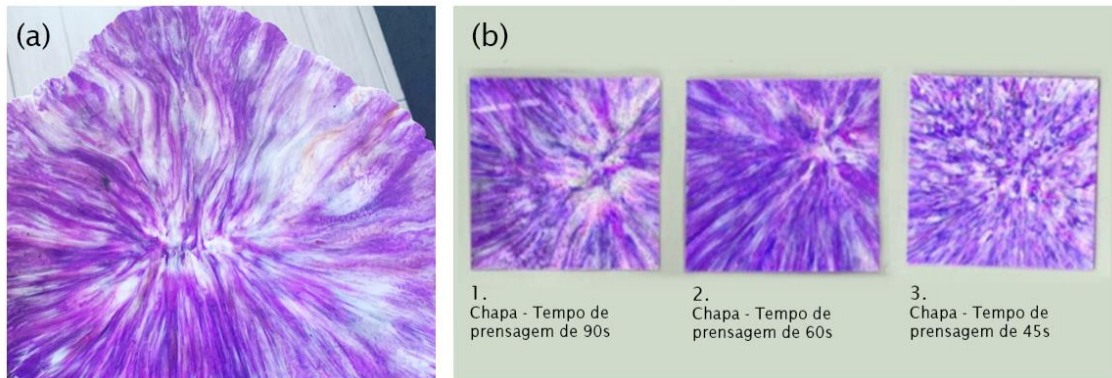 (a)
(b)
1.
Chapa - Tempo de
prensagem de 90s
2.
Chapa - Tempo de
prensagem de 60s
3.
Chapa - Tempo de
prensagem de 45s